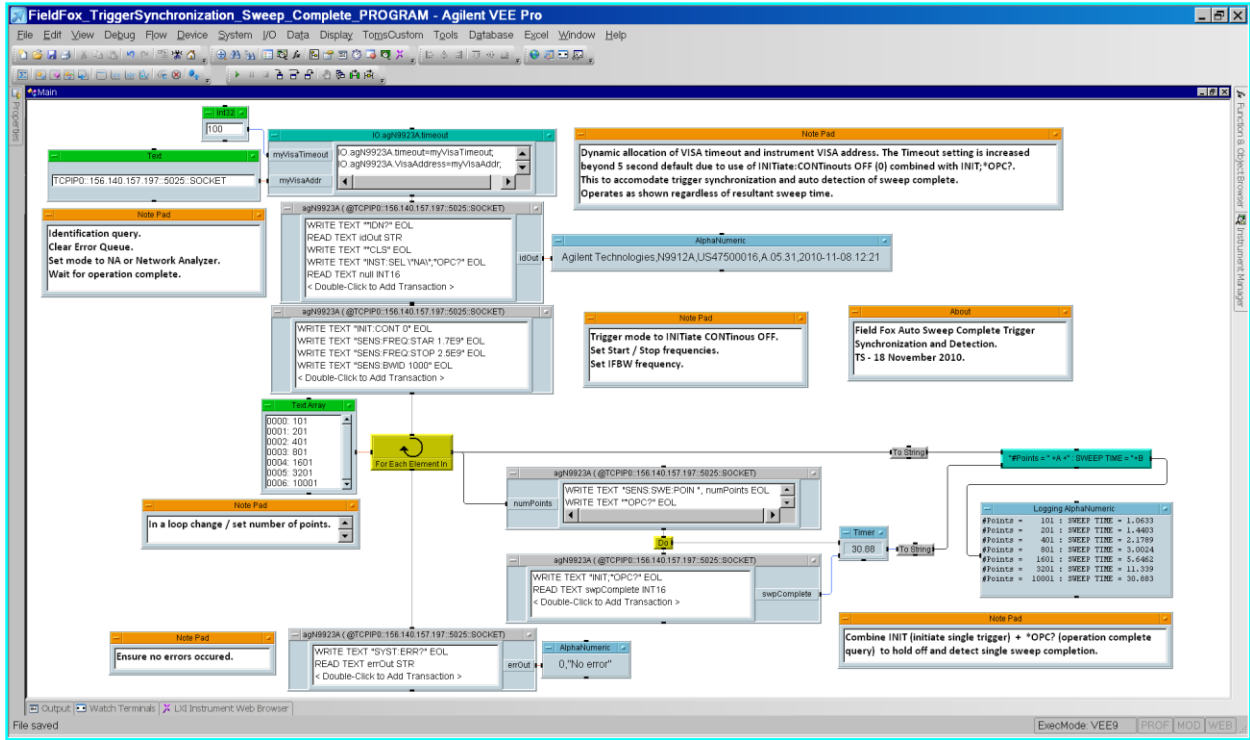 FieldFox_TriggerSynchronization_Sweep_Complete_PROGRAM - Agilent VEE Pro
File Edit View Debug Flow Device System I/O Data Display TomsCustom Tools Database Excel Window Help
Main
Properties
Function & Object Browser
Instrument Manager
Int32
100
Text
TCPIP0::156.140.157.197::5025::SOCKET
IO.agN9923A.timeout
myVisaTimeout
myVisaAddr
IO.agN9923A.timeout=myVisaTimeout;
IO.agN9923A.VisaAddress=myVisaAddr;
Note Pad
Dynamic allocation of VISA timeout and instrument VISA address. The Timeout setting is increased
beyond 5 second default due to use of INITiate:CONTinouts OFF (0) combined with INIT;*OPC?.
This to accomodate trigger synchronization and auto detection of sweep complete.
Operates as shown regardless of resultant sweep time.
Note Pad
Identification query.
Clear Error Queue.
Set mode to NA or Network Analyzer.
Wait for operation complete.
agN9923A ( @TCPIP0::156.140.157.197::5025::SOCKET)
WRITE TEXT "*IDN?" EOL
READ TEXT idOut STR
WRITE TEXT "*CLS" EOL
WRITE TEXT "INST:SEL \"NA\";*OPC?" EOL
READ TEXT null INT16
< Double-Click to Add Transaction >
idOut
AlphaNumeric
Agilent Technologies,N9912A,US47500016,A.05.31,2010-11-08.12:21
agN9923A ( @TCPIP0::156.140.157.197::5025::SOCKET)
WRITE TEXT "INIT:CONT 0" EOL
WRITE TEXT "SENS:FREQ:STAR 1.7E9" EOL
WRITE TEXT "SENS:FREQ:STOP 2.5E9" EOL
WRITE TEXT "SENS:BWID 1000" EOL
< Double-Click to Add Transaction >
Note Pad
Trigger mode to INITiate CONTinous OFF.
Set Start / Stop frequencies.
Set IFBW frequency.
About
Field Fox Auto Sweep Complete Trigger
Synchronization and Detection.
TS - 18 November 2010.
Text Array
0000: 101
0001: 201
0002: 401
0003: 801
0004: 1601
0005: 3201
0006: 10001
For Each Element In
To String
"#Points = " +A +" : SWEEP TIME = "+B
Note Pad
In a loop change / set number of points.
agN9923A ( @TCPIP0::156.140.157.197::5025::SOCKET)
numPoints
WRITE TEXT "SENS:SWE:POIN ", numPoints EOL
WRITE TEXT "*OPC?" EOL
Do
Timer
30.88
To String
Logging AlphaNumeric
#Points = 101 : SWEEP TIME = 1.0633
#Points = 201 : SWEEP TIME = 1.4403
#Points = 401 : SWEEP TIME = 2.1789
#Points = 801 : SWEEP TIME = 3.0024
#Points = 1601 : SWEEP TIME = 5.6462
#Points = 3201 : SWEEP TIME = 11.339
#Points = 10001 : SWEEP TIME = 30.883
agN9923A ( @TCPIP0::156.140.157.197::5025::SOCKET)
WRITE TEXT "INIT;*OPC?" EOL
READ TEXT swpComplete INT16
< Double-Click to Add Transaction >
swpComplete
Note Pad
Combine INIT (initiate single trigger) + *OPC? (operation complete
query) to hold off and detect single sweep completion.
Note Pad
Ensure no errors occured.
agN9923A ( @TCPIP0::156.140.157.197::5025::SOCKET)
WRITE TEXT "SYST:ERR?" EOL
READ TEXT errOut STR
< Double-Click to Add Transaction >
errOut
AlphaNumeric
0,"No error"
Output Watch Terminals LXI Instrument Web Browser
File saved
ExecMode: VEE9 PROF MOD WEB